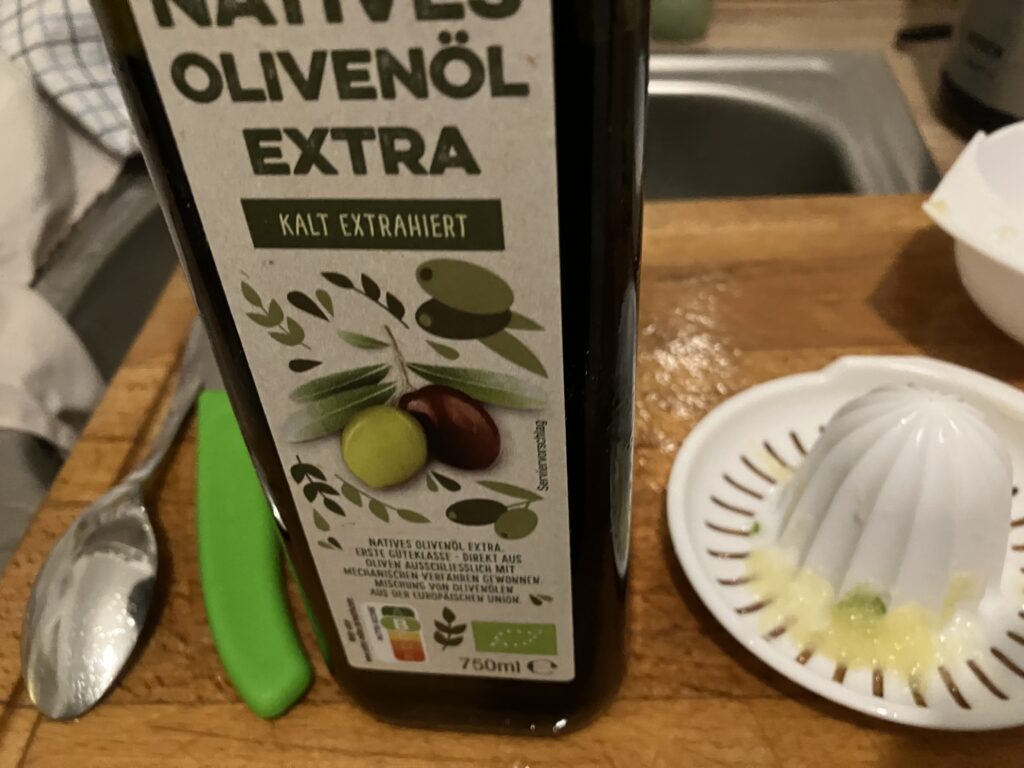 NATIVES
OLIVENÖL
EXTRA
KALT EXTRAHIERT
Serviervorschlag
NATIVES OLIVENÖL EXTRA.
ERSTE GÜTEKLASSE - DIREKT AUS
OLIVEN AUSSCHLIESSLICH MIT
MECHANISCHEN VERFAHREN GEWONNEN.
MISCHUNG VON OLIVENÖLEN
AUS DER EUROPÄISCHEN UNION.
750ml C€